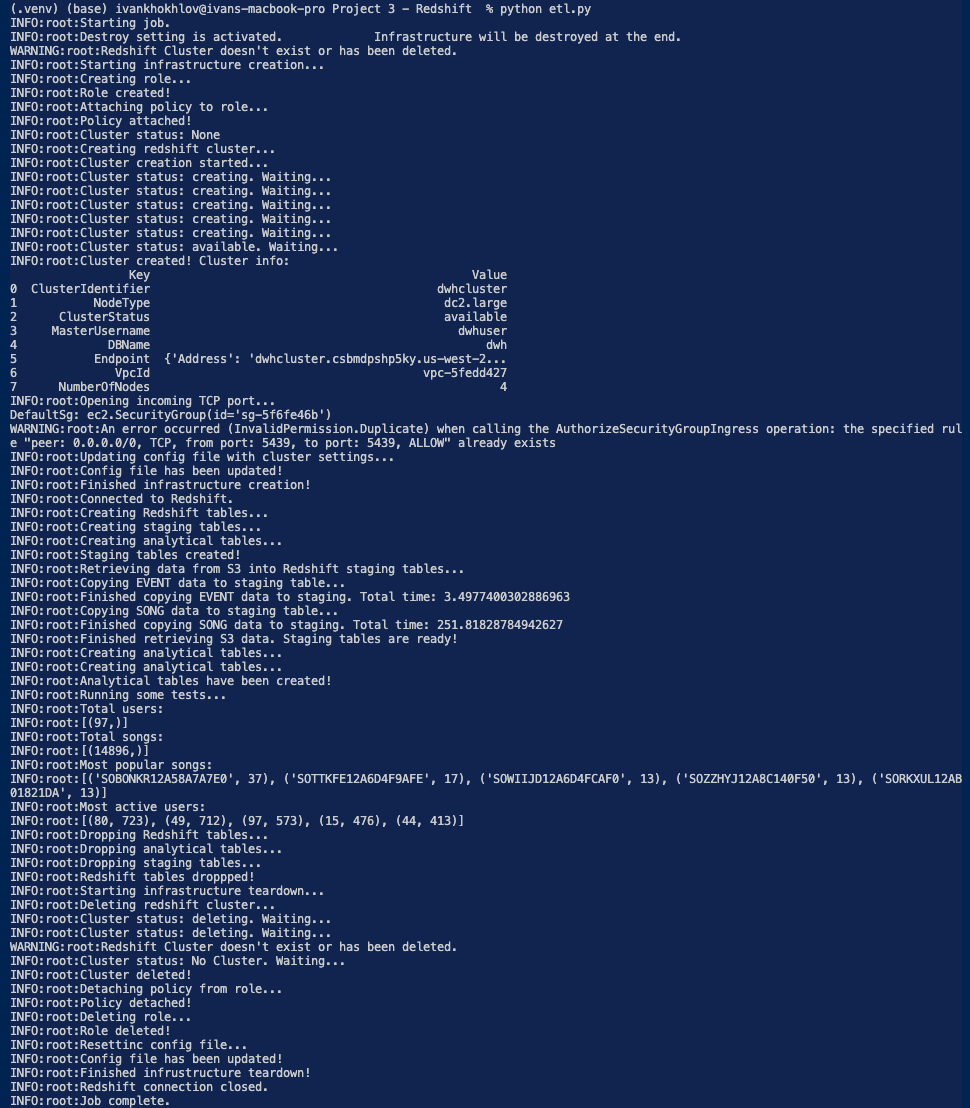 (.venv) (base) ivankhokhlov@ivans-macbook-pro Project 3 - Redshift  % python etl.py
INFO:root:Starting job.
INFO:root:Destroy setting is activated.             Infrastructure will be destroyed at the end.
WARNING:root:Redshift Cluster doesn't exist or has been deleted.
INFO:root:Starting infrastructure creation...
INFO:root:Creating role...
INFO:root:Role created!
INFO:root:Attaching policy to role...
INFO:root:Policy attached!
INFO:root:Cluster status: None
INFO:root:Creating redshift cluster...
INFO:root:Cluster creation started...
INFO:root:Cluster status: creating. Waiting...
INFO:root:Cluster status: creating. Waiting...
INFO:root:Cluster status: creating. Waiting...
INFO:root:Cluster status: creating. Waiting...
INFO:root:Cluster status: creating. Waiting...
INFO:root:Cluster status: available. Waiting...
INFO:root:Cluster created! Cluster info:
                 Key                                              Value
0  ClusterIdentifier                                         dwhcluster
1           NodeType                                          dc2.large
2      ClusterStatus                                          available
3     MasterUsername                                            dwhuser
4             DBName                                                dwh
5           Endpoint  {'Address': 'dwhcluster.csbmdpshp5ky.us-west-2...
6              VpcId                                       vpc-5fedd427
7      NumberOfNodes                                                  4
INFO:root:Opening incoming TCP port...
DefaultSg: ec2.SecurityGroup(id='sg-5f6fe46b')
WARNING:root:An error occurred (InvalidPermission.Duplicate) when calling the AuthorizeSecurityGroupIngress operation: the specified rul
e "peer: 0.0.0.0/0, TCP, from port: 5439, to port: 5439, ALLOW" already exists
INFO:root:Updating config file with cluster settings...
INFO:root:Config file has been updated!
INFO:root:Finished infrastructure creation!
INFO:root:Connected to Redshift.
INFO:root:Creating Redshift tables...
INFO:root:Creating staging tables...
INFO:root:Creating analytical tables...
INFO:root:Staging tables created!
INFO:root:Retrieving data from S3 into Redshift staging tables...
INFO:root:Copying EVENT data to staging table...
INFO:root:Finished copying EVENT data to staging. Total time: 3.4977400302886963
INFO:root:Copying SONG data to staging table...
INFO:root:Finished copying SONG data to staging. Total time: 251.81828784942627
INFO:root:Finished retrieving S3 data. Staging tables are ready!
INFO:root:Creating analytical tables...
INFO:root:Creating analytical tables...
INFO:root:Analytical tables have been created!
INFO:root:Running some tests...
INFO:root:Total users:
INFO:root:[(97,)]
INFO:root:Total songs:
INFO:root:[(14896,)]
INFO:root:Most popular songs:
INFO:root:[('SOBONKR12A58A7A7E0', 37), ('SOTTKFE12A6D4F9AFE', 17), ('SOWIIJD12A6D4FCAF0', 13), ('SOZZHYJ12A8C140F50', 13), ('SORKXUL12AB
01821DA', 13)]
INFO:root:Most active users:
INFO:root:[(80, 723), (49, 712), (97, 573), (15, 476), (44, 413)]
INFO:root:Dropping Redshift tables...
INFO:root:Dropping analytical tables...
INFO:root:Dropping staging tables...
INFO:root:Redshift tables droppped!
INFO:root:Starting infrastructure teardown...
INFO:root:Deleting redshift cluster...
INFO:root:Cluster status: deleting. Waiting...
INFO:root:Cluster status: deleting. Waiting...
WARNING:root:Redshift Cluster doesn't exist or has been deleted.
INFO:root:Cluster status: No Cluster. Waiting...
INFO:root:Cluster deleted!
INFO:root:Detaching policy from role...
INFO:root:Policy detached!
INFO:root:Deleting role...
INFO:root:Role deleted!
INFO:root:Resettinc config file...
INFO:root:Config file has been updated!
INFO:root:Finished infrustructure teardown!
INFO:root:Redshift connection closed.
INFO:root:Job complete.